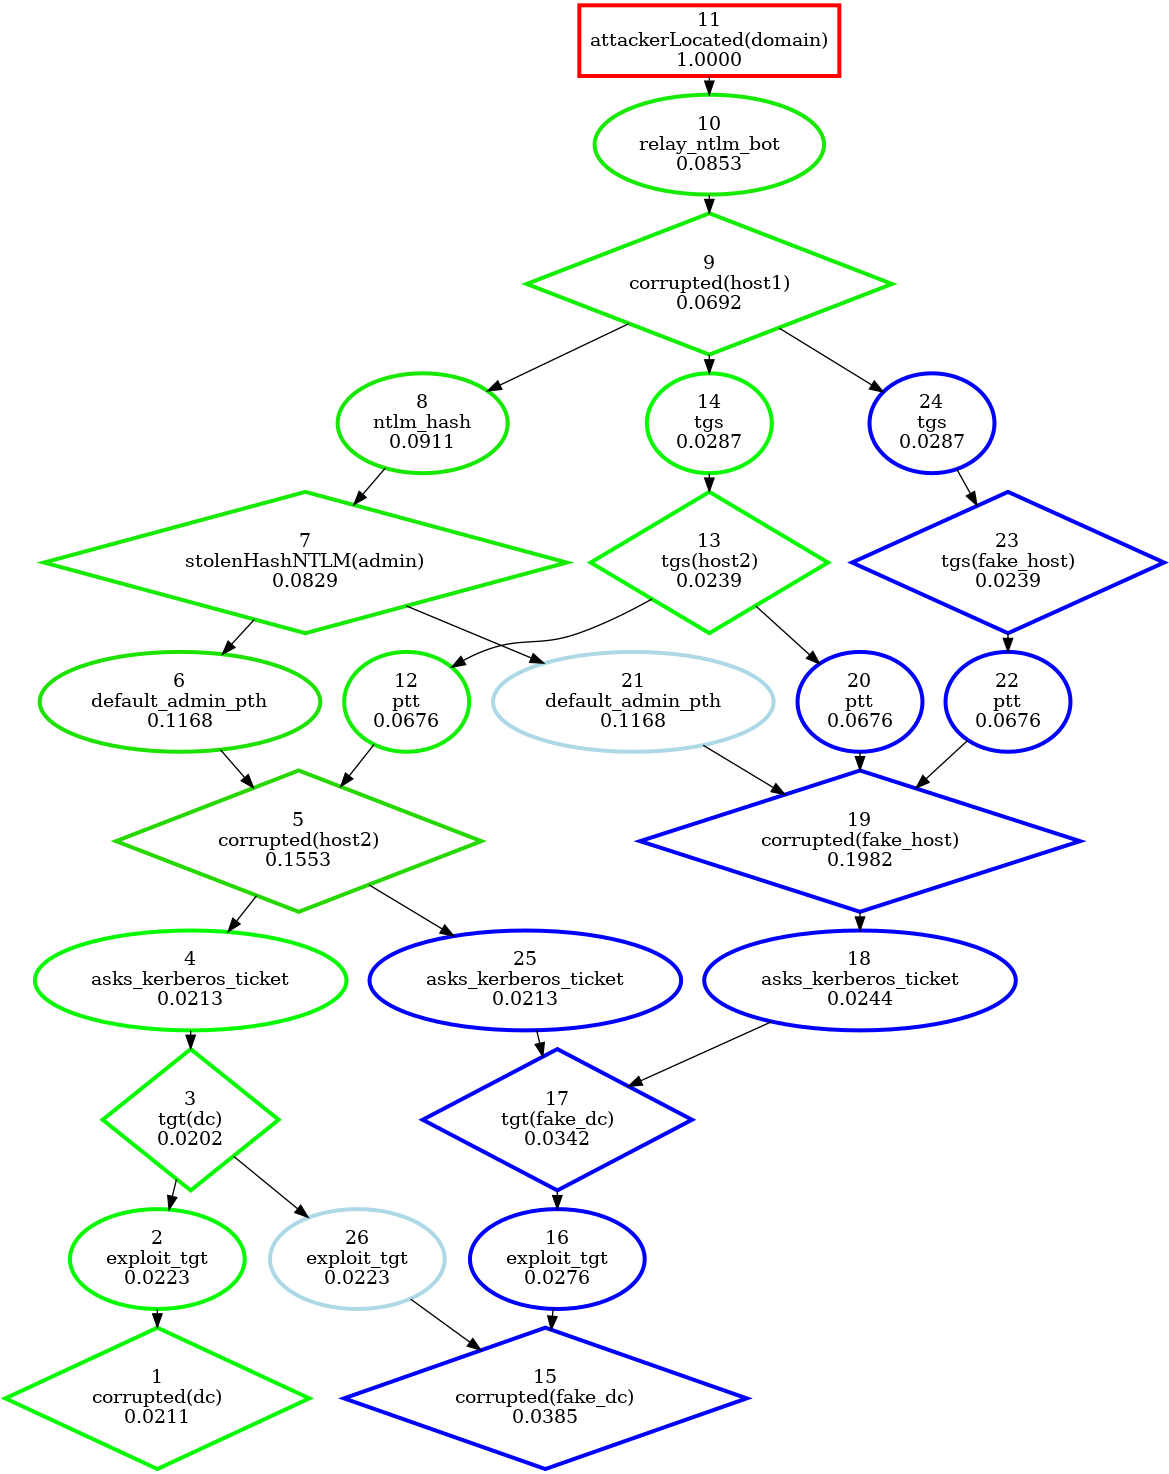 11
attackerLocated(domain)
1.0000
10
relay_ntlm_bot
0.0853
9
corrupted(host1)
0.0692
8
ntlm_hash
0.0911
14
tgs
0.0287
24
tgs
0.0287
7
stolenHashNTLM(admin)
0.0829
13
tgs(host2)
0.0239
23
tgs(fake_host)
0.0239
6
default_admin_pth
0.1168
12
ptt
0.0676
21
default_admin_pth
0.1168
20
ptt
0.0676
22
ptt
0.0676
5
corrupted(host2)
0.1553
19
corrupted(fake_host)
0.1982
4
asks_kerberos_ticket
0.0213
25
asks_kerberos_ticket
0.0213
18
asks_kerberos_ticket
0.0244
3
tgt(dc)
0.0202
17
tgt(fake_dc)
0.0342
2
exploit_tgt
0.0223
26
exploit_tgt
0.0223
16
exploit_tgt
0.0276
1
corrupted(dc)
0.0211
15
corrupted(fake_dc)
0.0385